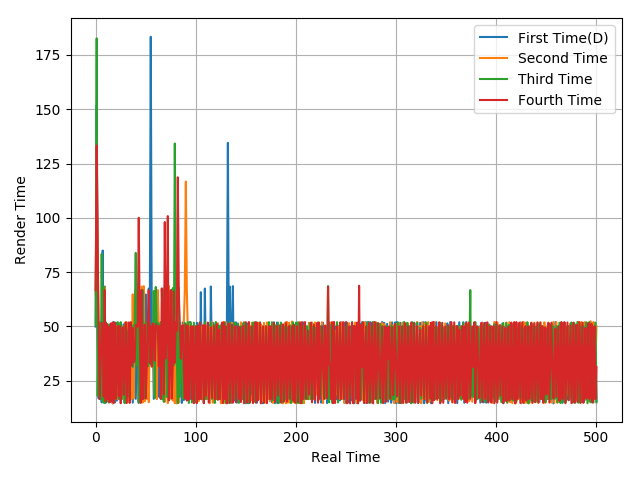 First Time(D)
Second Time
Third Time
Fourth Time
175
150
125
100
75
50
25
Render Time
0
100
200
300
400
500
Real Time